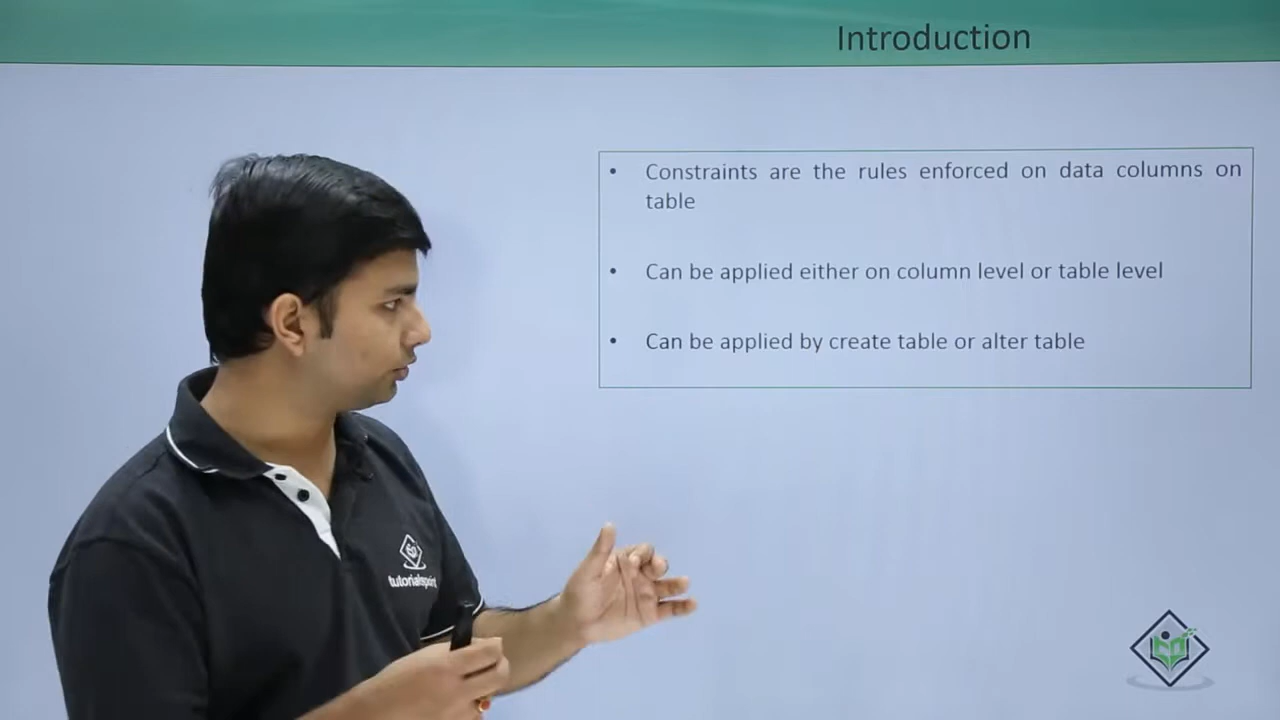 Introduction
• Constraints are the rules enforced on data columns on
table
• Can be applied either on column level or table level
• Can be applied by create table or alter table
tutorialspoint